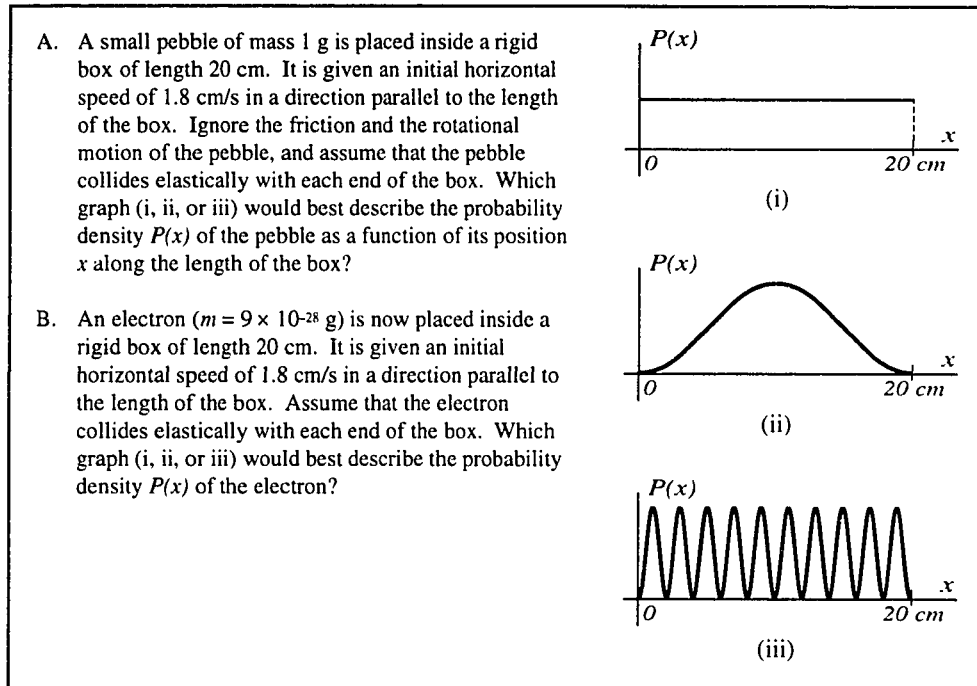 A. A small pebble of mass 1 g is placed inside a rigid
box of length 20 cm. It is given an initial horizontal
speed of 1.8 cm/s in a direction parallel to the length
of the box. Ignore the friction and the rotational
motion of the pebble, and assume that the pebble
collides elastically with each end of the box. Which
graph (i, ii, or iii) would best describe the probability
density P(x) of the pebble as a function of its position
x along the length of the box?
B. An electron (m = 9 × 10-28 g) is now placed inside a
rigid box of length 20 cm. It is given an initial
horizontal speed of 1.8 cm/s in a direction parallel to
the length of the box. Assume that the electron
collides elastically with each end of the box. Which
graph (i, ii, or iii) would best describe the probability
density P(x) of the electron?
P(x)
x
0 20 cm
(i)
P(x)
x
0 20 cm
(ii)
P(x)
x
0 20 cm
(iii)